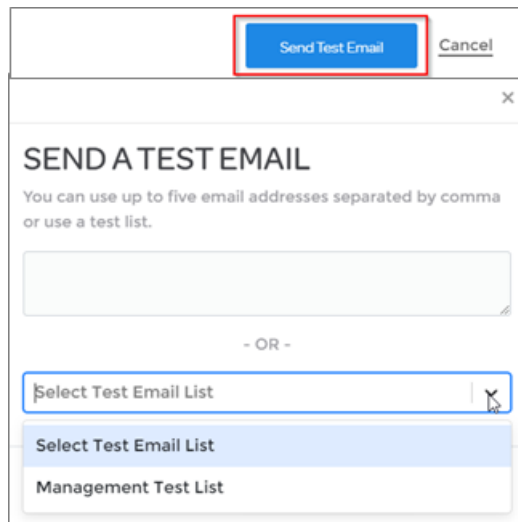 Send Test Email
Cancel
×
SEND A TEST EMAIL
You can use up to five email addresses separated by comma
or use a test list.
- OR -
Select Test Email List
Select Test Email List
Management Test List